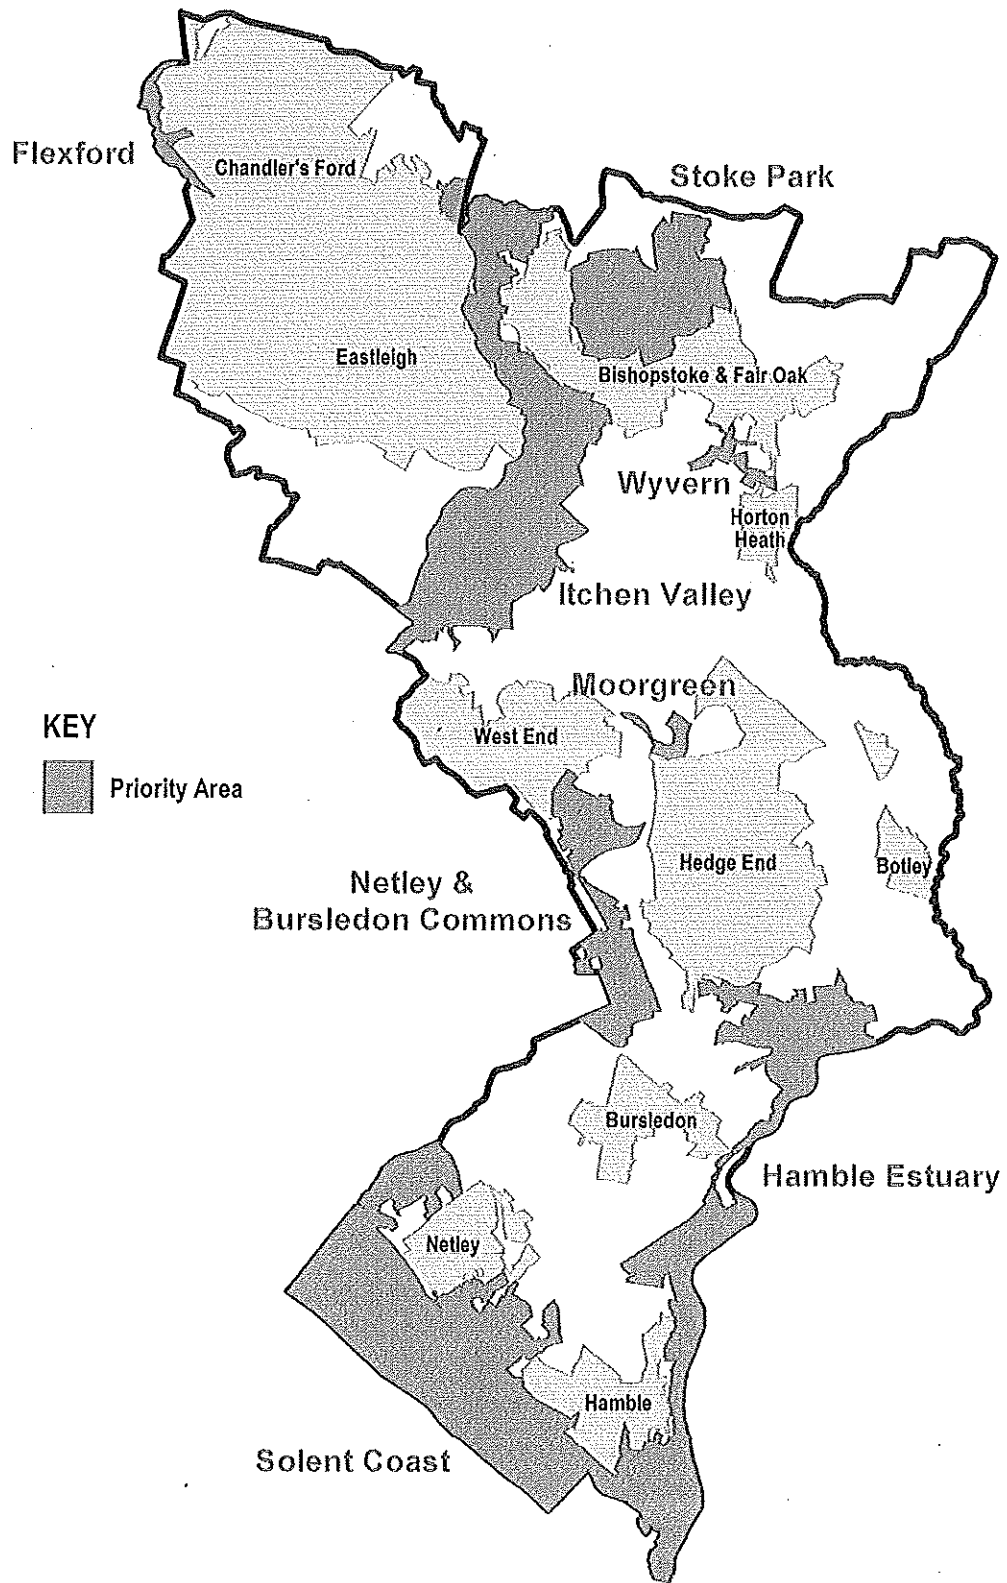 Flexford
Chandler's Ford
Stoke Park
Eastleigh
Bishopstoke & Fair Oak
Wyvern
Horton
Heath
Itchen Valley
Moorgreen
KEY
West End
Priority Area
Hedge End
Botley
Netley &
Bursledon Commons
Bursledon
Hamble Estuary
Netley
Hamble
Solent Coast